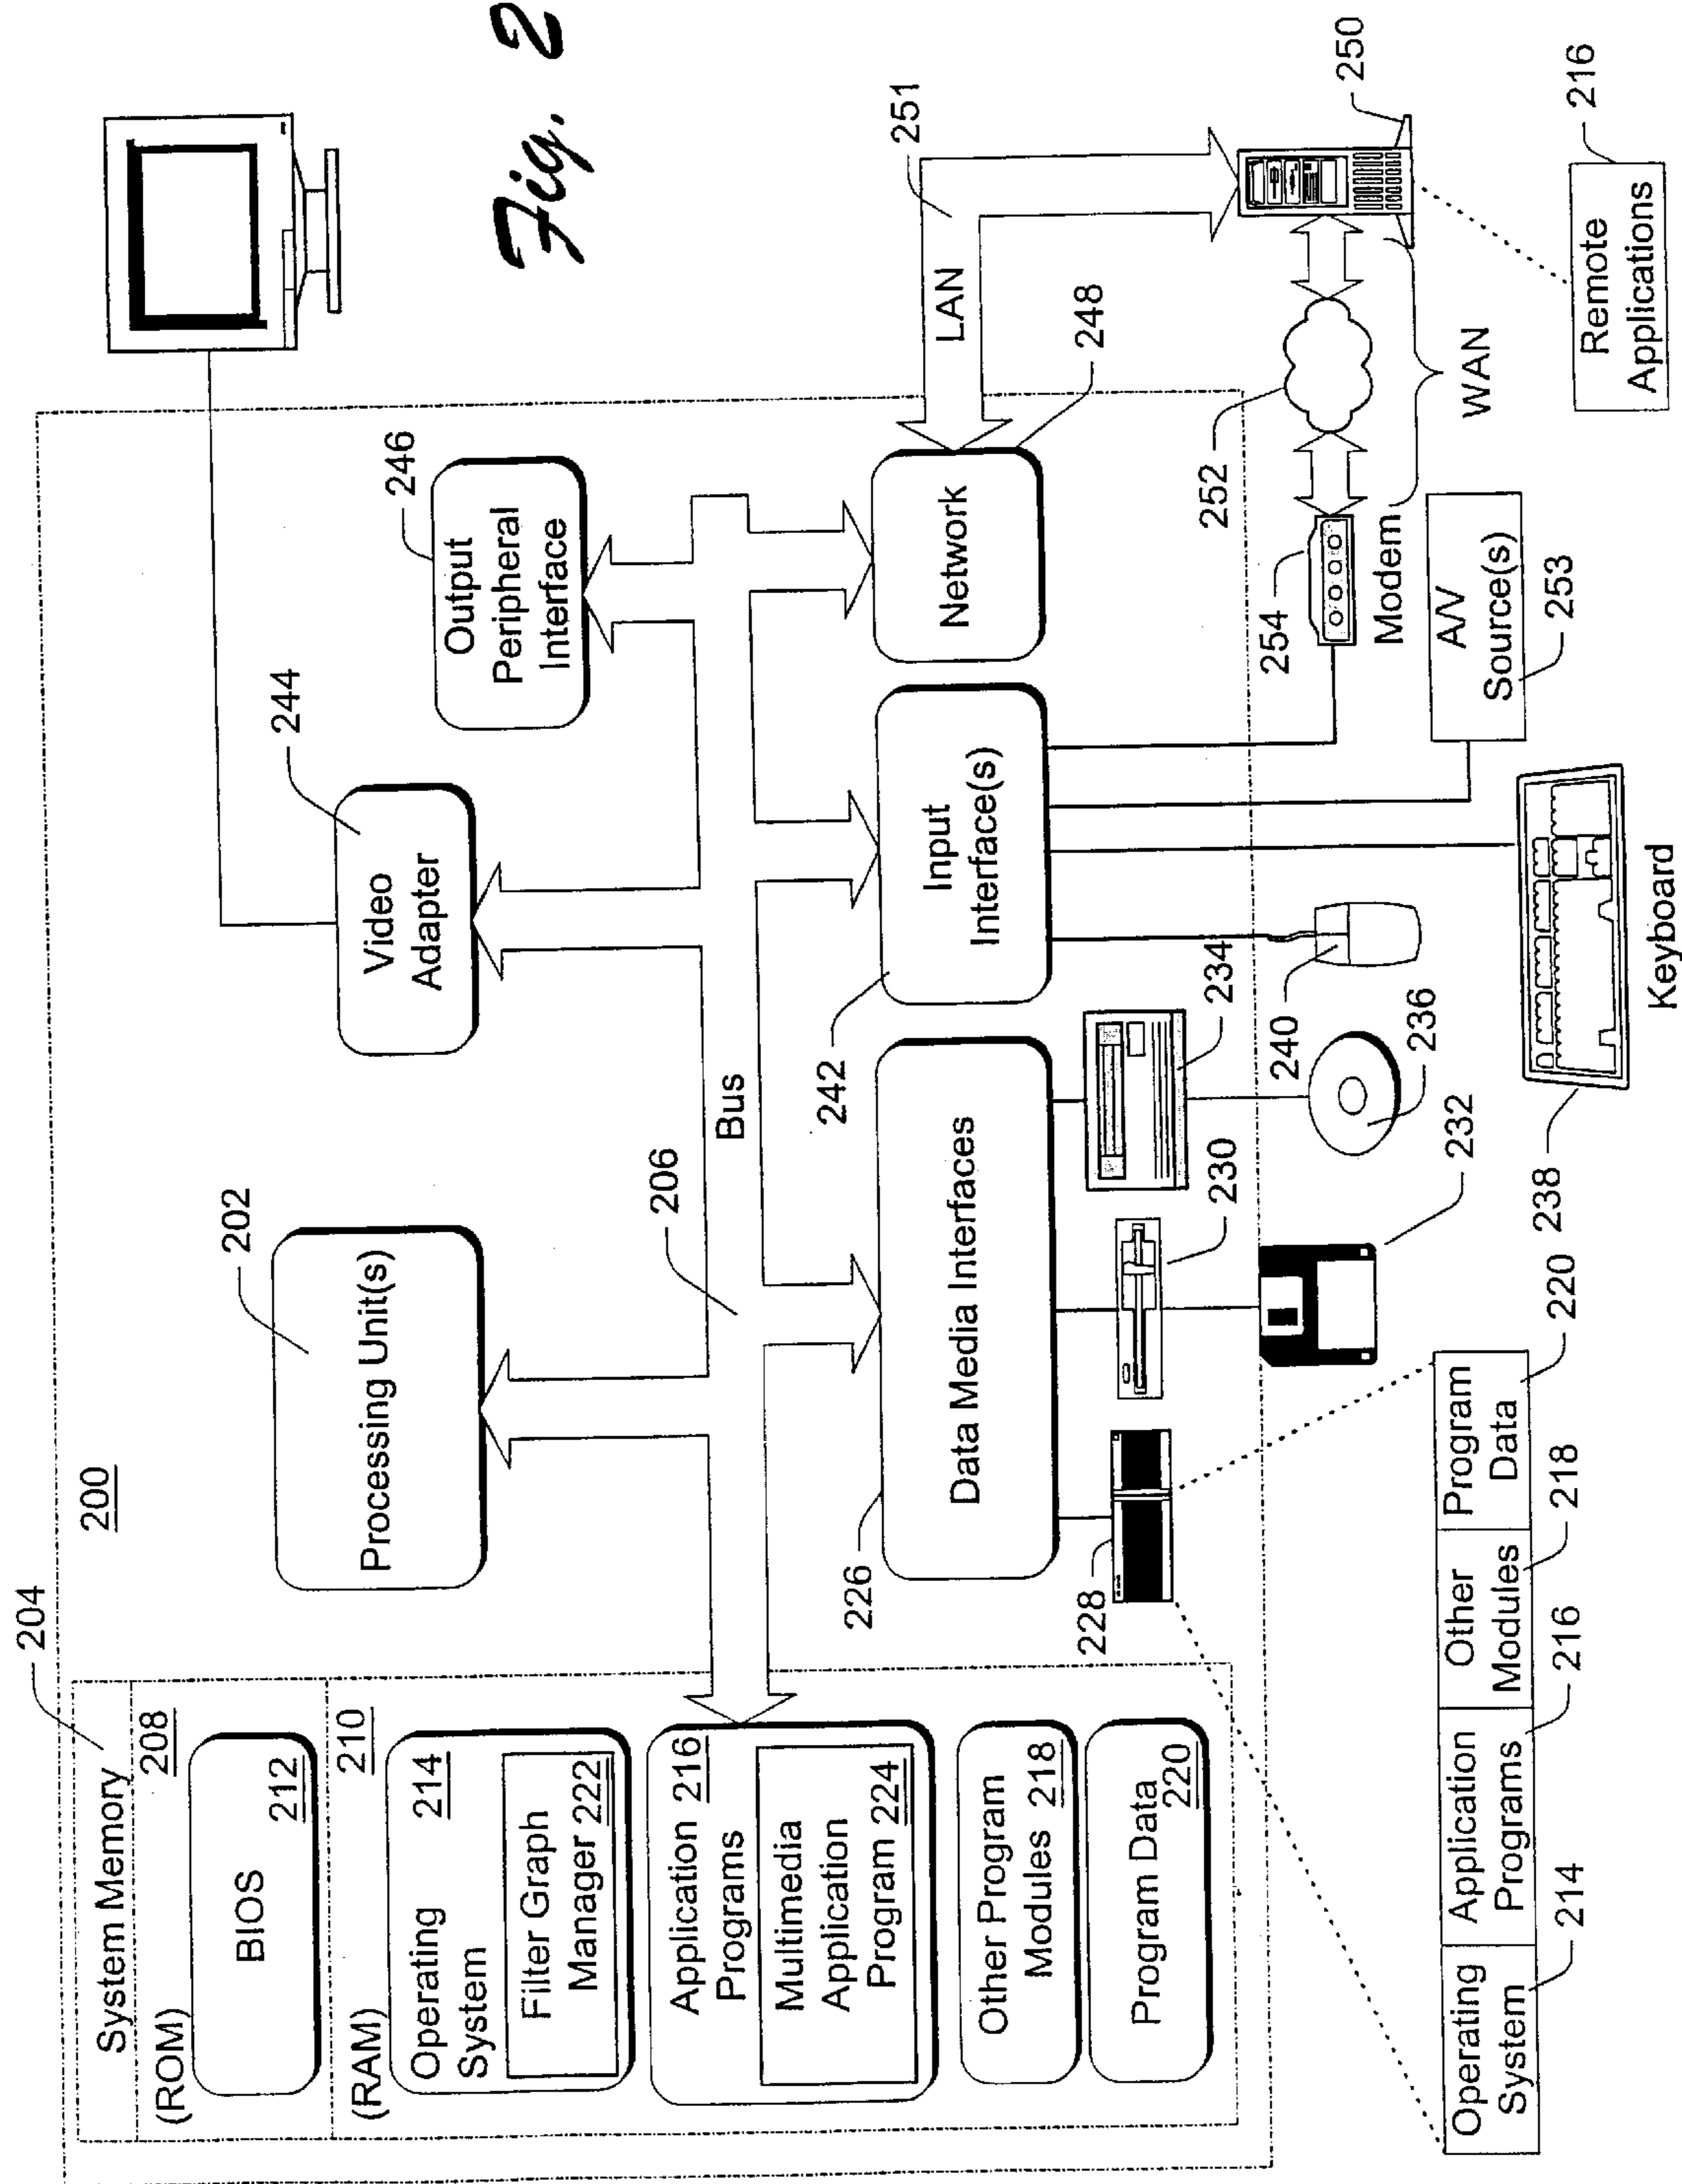 Fig. 2
200
204
System Memory
(ROM) 208
BIOS
212
(RAM) 210
Operating
System
214
Filter Graph
Manager 222
Application 216
Programs
Multimedia
Application
Program 224
Other Program
Modules 218
Program Data
220
202
Processing Unit(s)
206
Bus
244
Video
Adapter
246
Output
Peripheral
Interface
226
Data Media Interfaces
242
Input
Interface(s)
Network
248
LAN
251
228
230
234
240
236
232
238
Keyboard
254
Modem
252
WAN
250
A/V
Source(s)
253
Remote
Applications
216
Operating
System
214
Application
Programs
216
Other
Modules
218
Program
Data
220